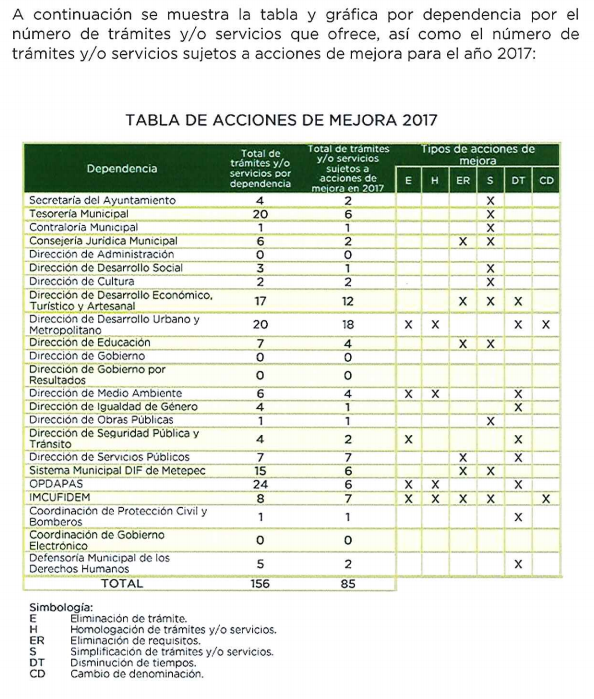 A continuación se muestra la tabla y gráfica por dependencia por el
número de trámites y/o servicios que ofrece, así como el número de
trámites y/o servicios sujetos a acciones de mejora para el año 2017:
TABLA DE ACCIONES DE MEJORA 2017
Dependencia
Total de
trámites y/o
servicios por
dependencia
Total de trámites
y/o servicios
sujetos a
acciones de
mejora en 2017
Tipos de acciones de
mejora
E H ER S DT CD
Secretaría del Ayuntamiento 4 2 X
Tesorería Municipal 20 6 X
Contraloría Municipal 1 1 X
Consejería Jurídica Municipal 6 2 X X
Dirección de Administración 0 0
Dirección de Desarrollo Social 3 1 X
Dirección de Cultura 2 2 X
Dirección de Desarrollo Económico,
Turístico y Artesanal 17 12 X X X
Dirección de Desarrollo Urbano y
Metropolitano 20 18 X X X X
Dirección de Educación 7 4 X X
Dirección de Gobierno 0 0
Dirección de Gobierno por
Resultados 0 0
Dirección de Medio Ambiente 6 4 X X X
Dirección de Igualdad de Género 4 1 X
Dirección de Obras Públicas 1 1 X
Dirección de Seguridad Pública y
Tránsito 4 2 X X
Dirección de Servicios Públicos 7 7 X X
Sistema Municipal DIF de Metepec 15 6 X X
OPDAPAS 24 6 X X X
IMCUFIDEM 8 7 X X X X X
Coordinación de Protección Civil y
Bomberos 1 1 X
Coordinación de Gobierno
Electrónico 0 0
Defensoría Municipal de los
Derechos Humanos 5 2 X
TOTAL 156 85
Simbología:
E Eliminación de trámite.
H Homologación de trámites y/o servicios.
ER Eliminación de requisitos.
S Simplificación de trámites y/o servicios.
DT Disminución de tiempos.
CD Cambio de denominación.